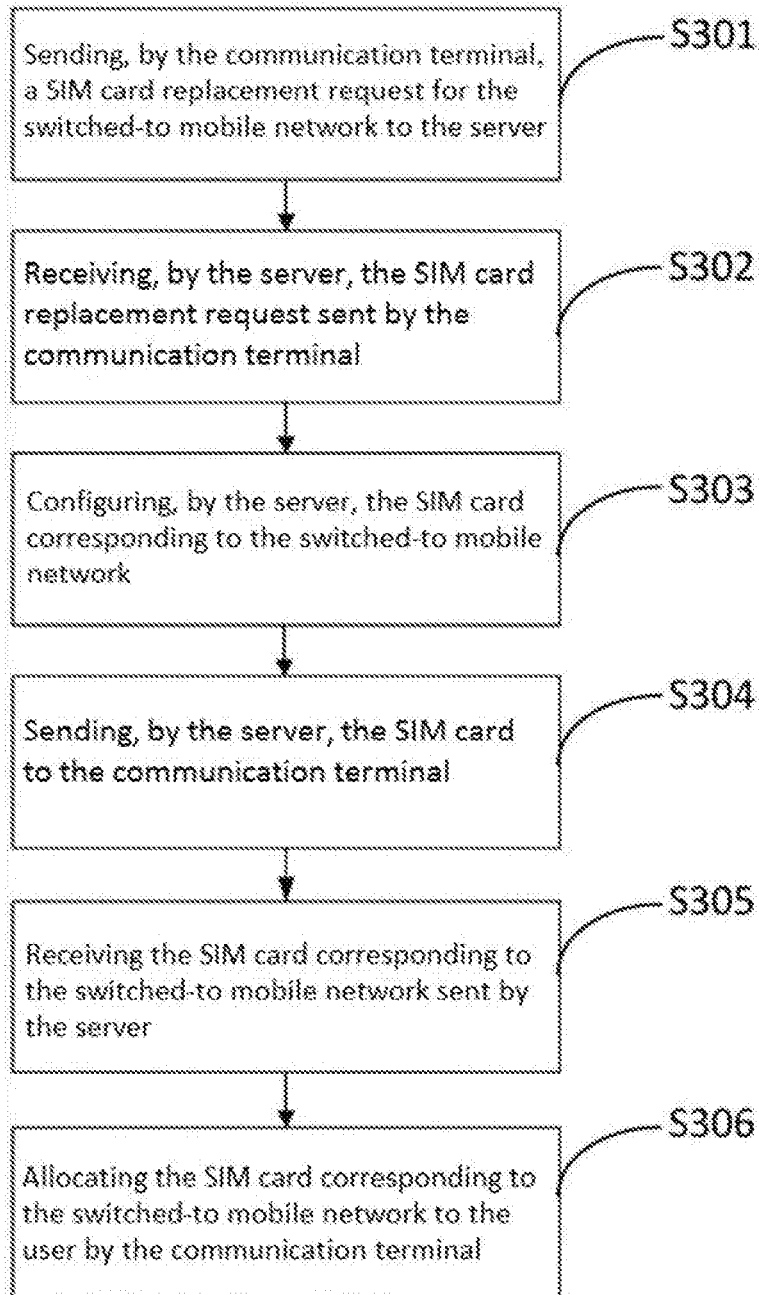 Sending, by the communication terminal,
a SIM card replacement request for the
switched-to mobile network to the server
S301
Receiving, by the server, the SIM card
replacement request sent by the
communication terminal
S302
Configuring, by the server, the SIM card
corresponding to the switched-to mobile
network
S303
Sending, by the server, the SIM card
to the communication terminal
S304
Receiving the SIM card corresponding to
the switched-to mobile network sent by
the server
S305
Allocating the SIM card corresponding to
the switched-to mobile network to the
user by the communication terminal
S306